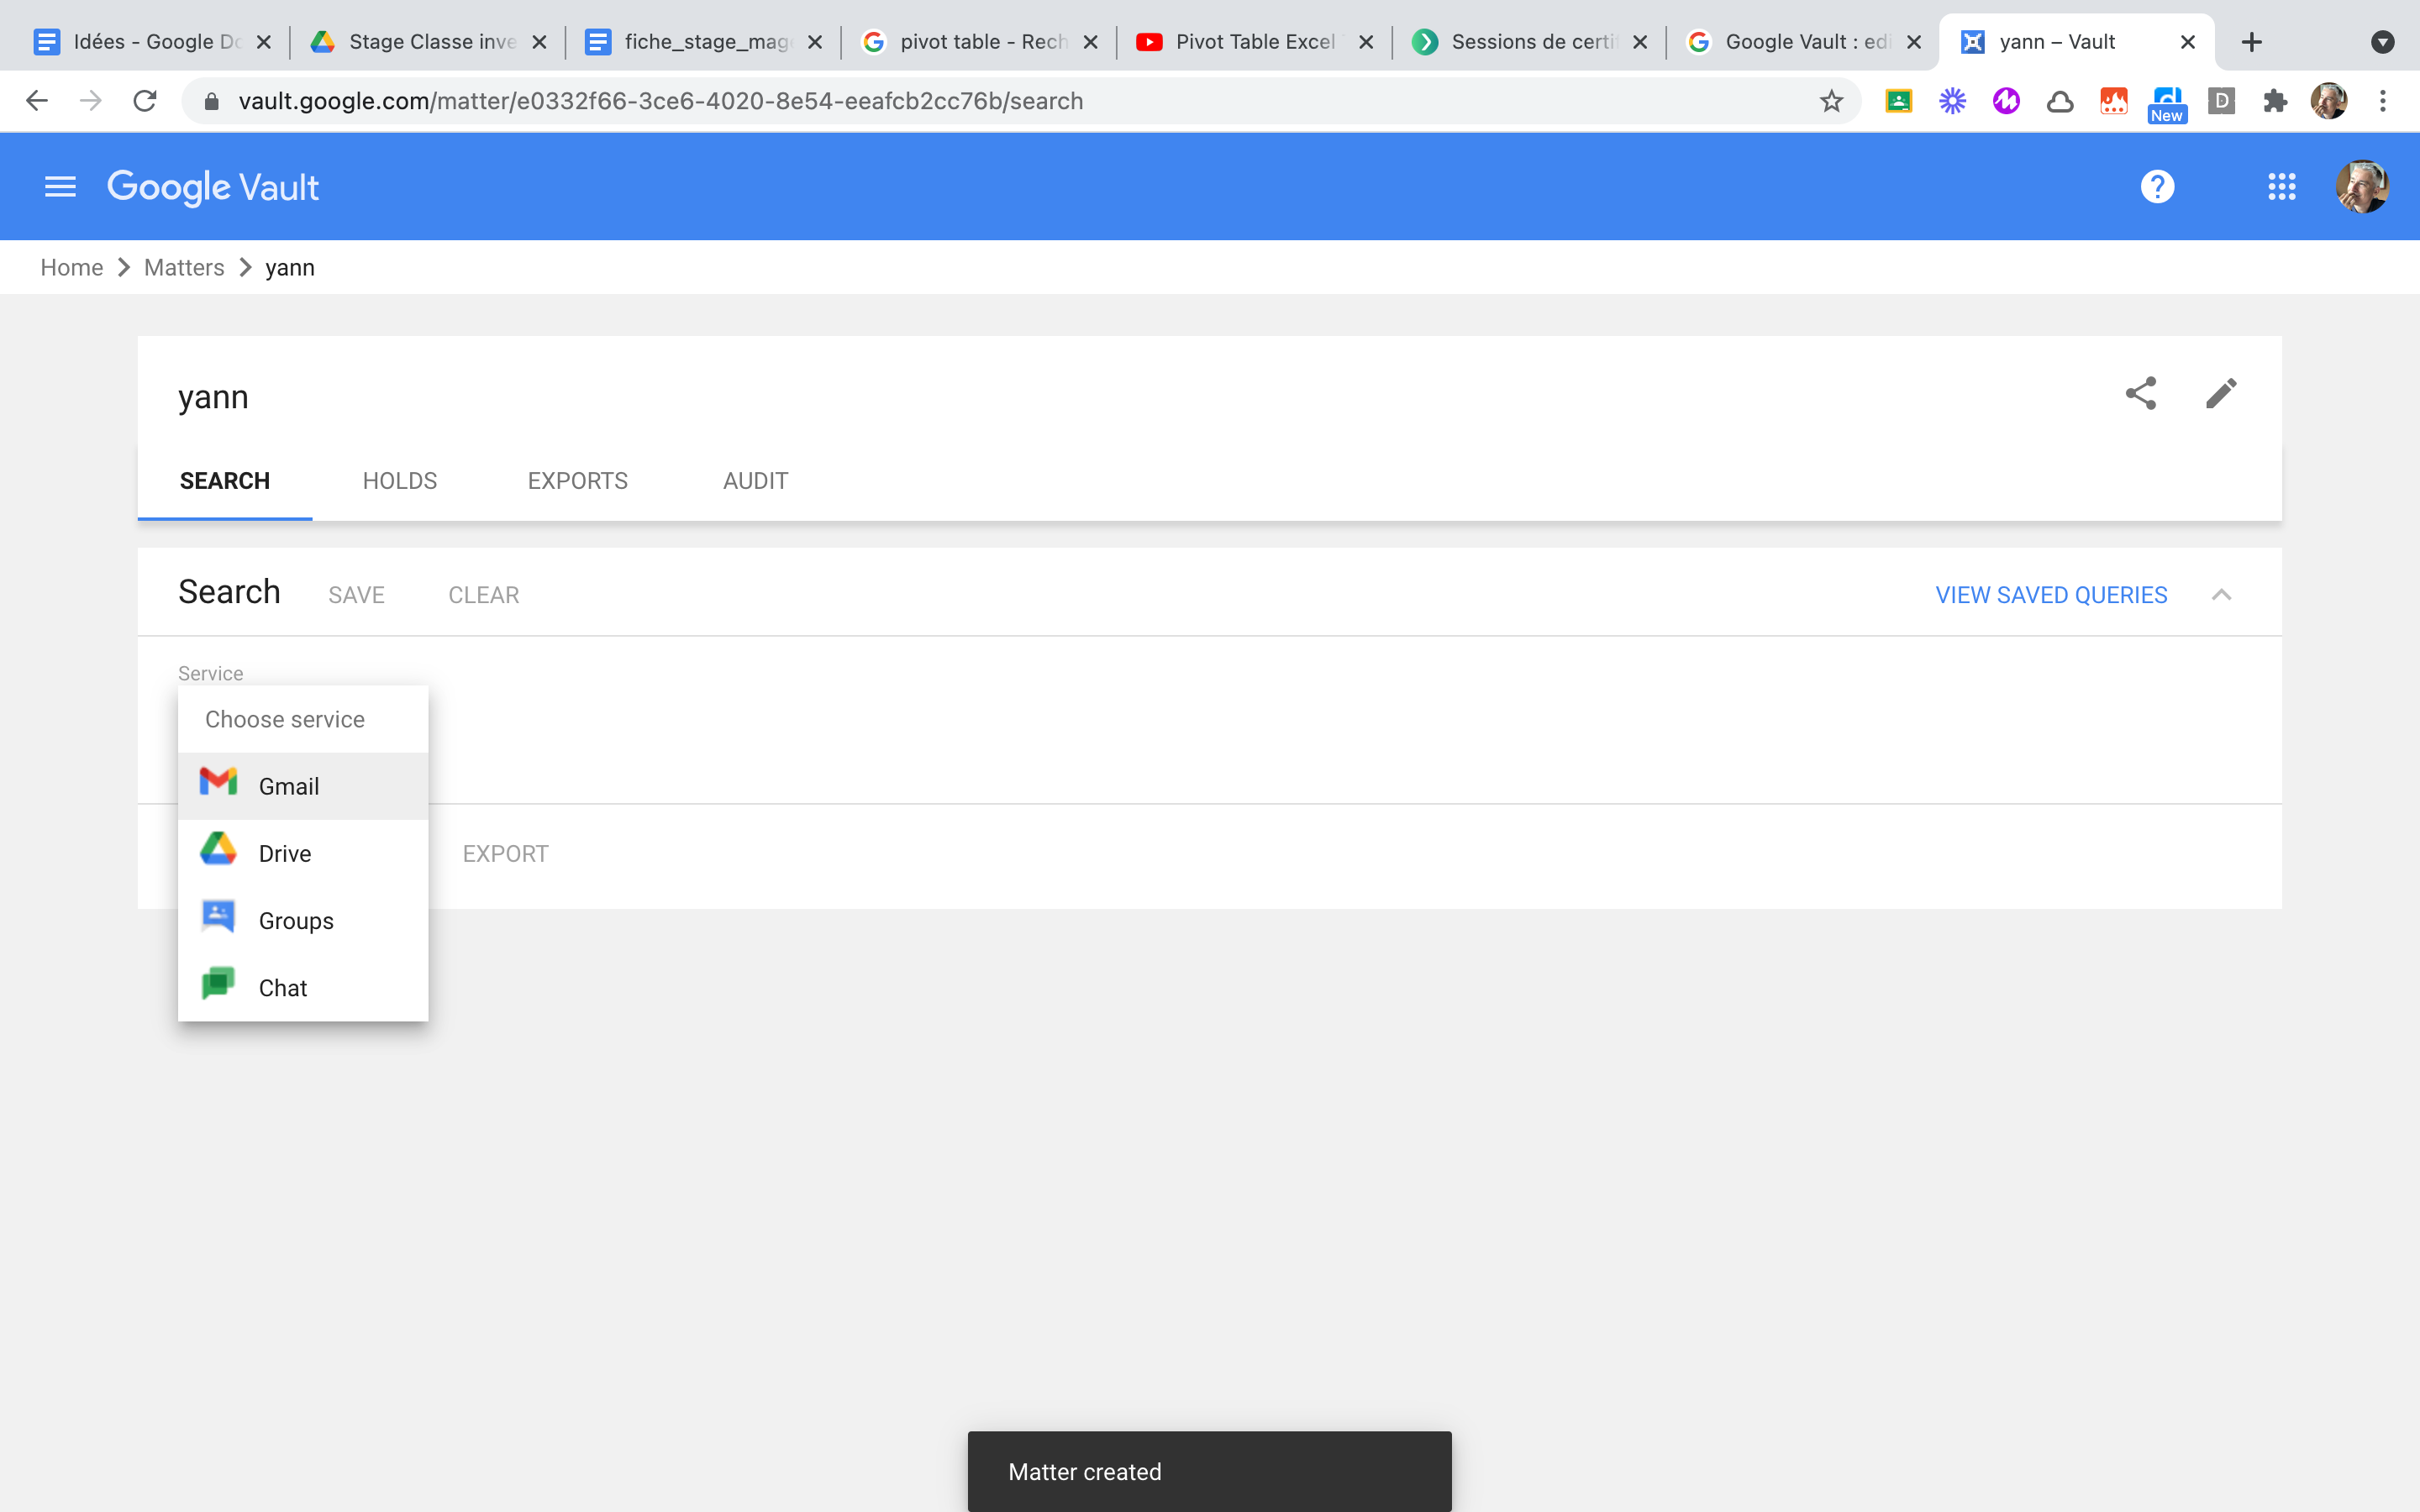 Idées - Google Do
Stage Classe inve
fiche_stage_mage
pivot table - Rech
Pivot Table Excel
Sessions de certif
Google Vault : edi
yann – Vault
vault.google.com/matter/e0332f66-3ce6-4020-8e54-eeafcb2cc76b/search
New
D
Google Vault
Home > Matters > yann
yann
SEARCH HOLDS EXPORTS AUDIT
Search SAVE CLEAR VIEW SAVED QUERIES
Service
Choose service
Gmail
Drive
EXPORT
Groups
Chat
Matter created